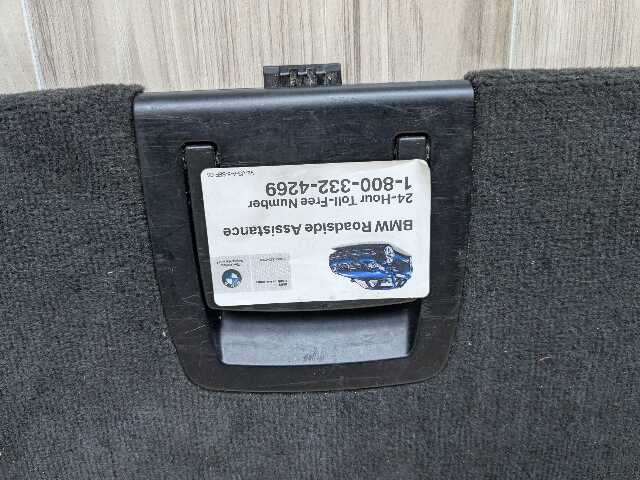 BMW Roadside Assistance
24-Hour Toll-Free Number
1-800-332-4269